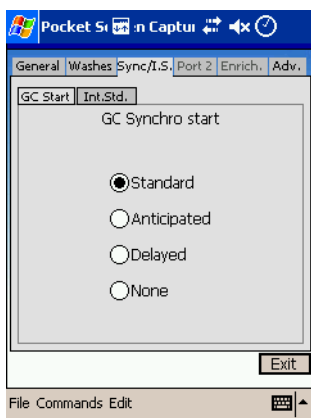 Pocket S :n Captur
General Washes Sync/I.S. Port 2 Enrich. Adv.
GC Start Int.Std.
GC Synchro start
Standard
Anticipated
Delayed
None
Exit
File Commands Edit